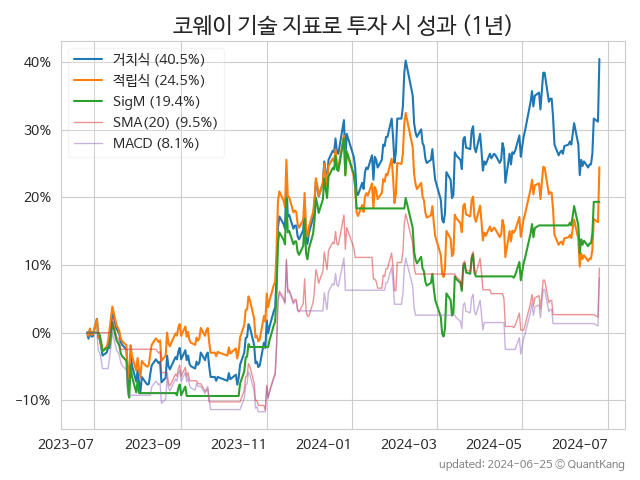 코웨이 기술 지표로 투자 시 성과 (1년)
거치식 (40.5%)
적립식 (24.5%)
SigM (19.4%)
SMA(20) (9.5%)
MACD (8.1%)
40%
30%
20%
10%
0%
−10%
2023-07 2023-09 2023-11 2024-01 2024-03 2024-05 2024-07
updated: 2024-06-25 © QuantKang